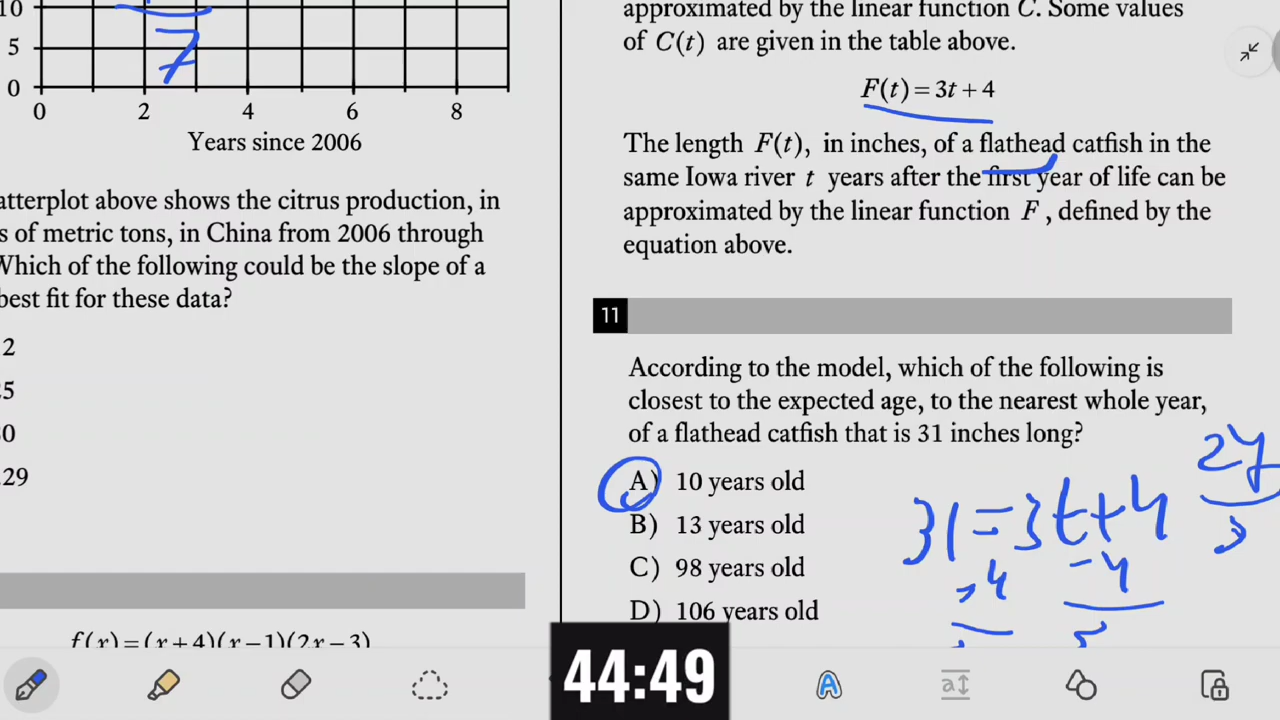 10
5
0
7
0 2 4 6 8
Years since 2006
atterplot above shows the citrus production, in
s of metric tons, in China from 2006 through
Which of the following could be the slope of a
best fit for these data?
2
5
0
29
f(r) = (r + 4)(r − 1)(2r − 3)
approximated by the linear function C. Some values
of C(t) are given in the table above.
F(t) = 3t + 4
The length F(t), in inches, of a flathead catfish in the
same Iowa river t years after the first year of life can be
approximated by the linear function F, defined by the
equation above.
11
According to the model, which of the following is
closest to the expected age, to the nearest whole year,
of a flathead catfish that is 31 inches long?
A) 10 years old
B) 13 years old
C) 98 years old
D) 106 years old
31 = 3t + 4
-4 -4
3
44:49
A
a